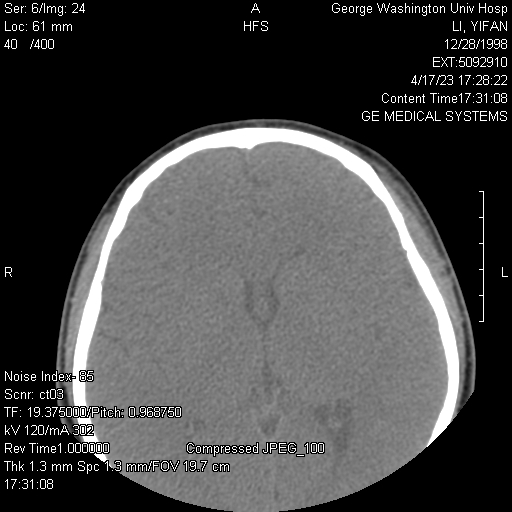 Ser: 6/Img: 24
Loc: 61 mm
40 /400
A
HFS
George Washington Univ Hosp
LI, YIFAN
12/28/1998
EXT:5092910
4/17/23 17:28:22
Content Time17:31:08
GE MEDICAL SYSTEMS
R
L
Noise Index- 85
Scnr: ct03
TF: 19.375000/Pitch: 0.968750
kV 120/mA 302
Rev Time1.000000
Compressed JPEG_100
Thk 1.3 mm Spc 1.3 mm/FOV 19.7 cm
17:31:08